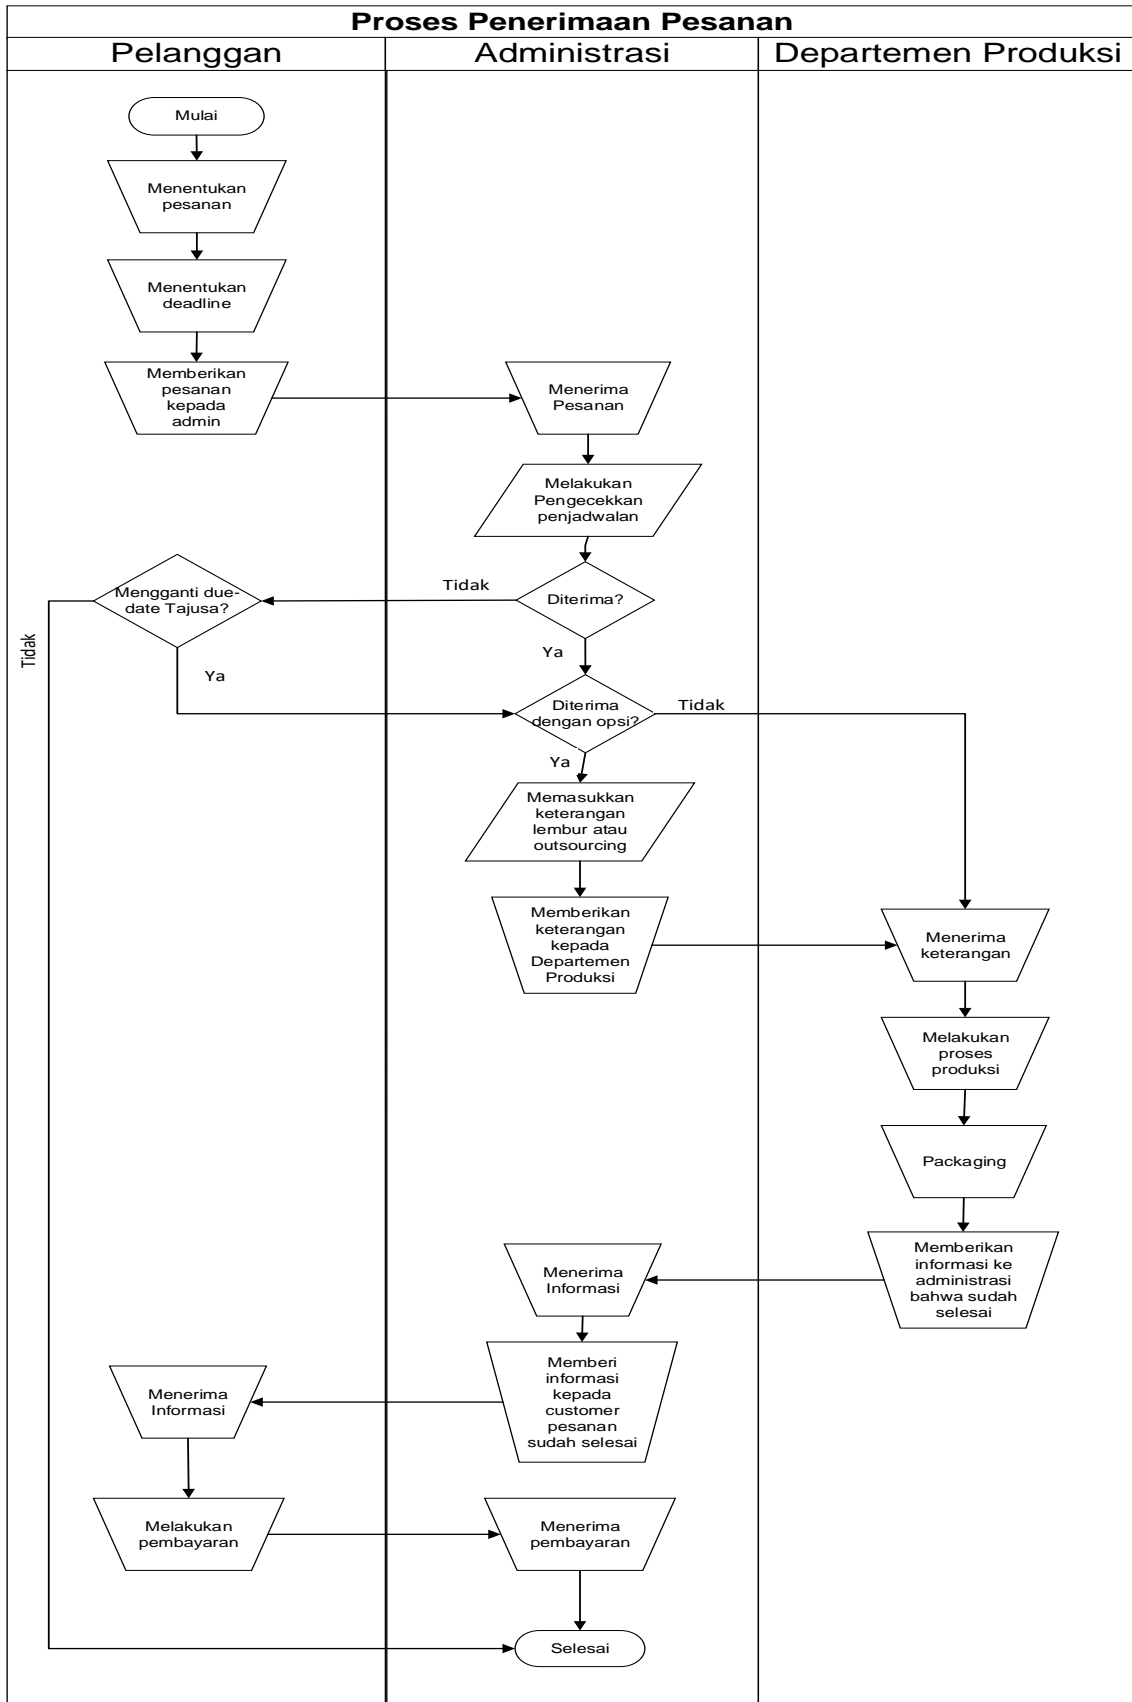 Proses Penerimaan Pesanan
Pelanggan
Administrasi
Departemen Produksi
Mulai
Menentukan
pesanan
Menentukan
deadline
Memberikan
pesanan
kepada
admin
Menerima
Pesanan
Melakukan
Pengecekkan
penjadwalan
Diterima?
Tidak
Mengganti due-
date Tajusa?
Tidak
Ya
Ya
Diterima
dengan opsi?
Tidak
Ya
Memasukkan
keterangan
lembur atau
outsourcing
Memberikan
keterangan
kepada
Departemen
Produksi
Menerima
keterangan
Melakukan
proses
produksi
Packaging
Memberikan
informasi ke
administrasi
bahwa sudah
selesai
Menerima
Informasi
Memberi
informasi
kepada
customer
pesanan
sudah selesai
Menerima
Informasi
Melakukan
pembayaran
Menerima
pembayaran
Selesai